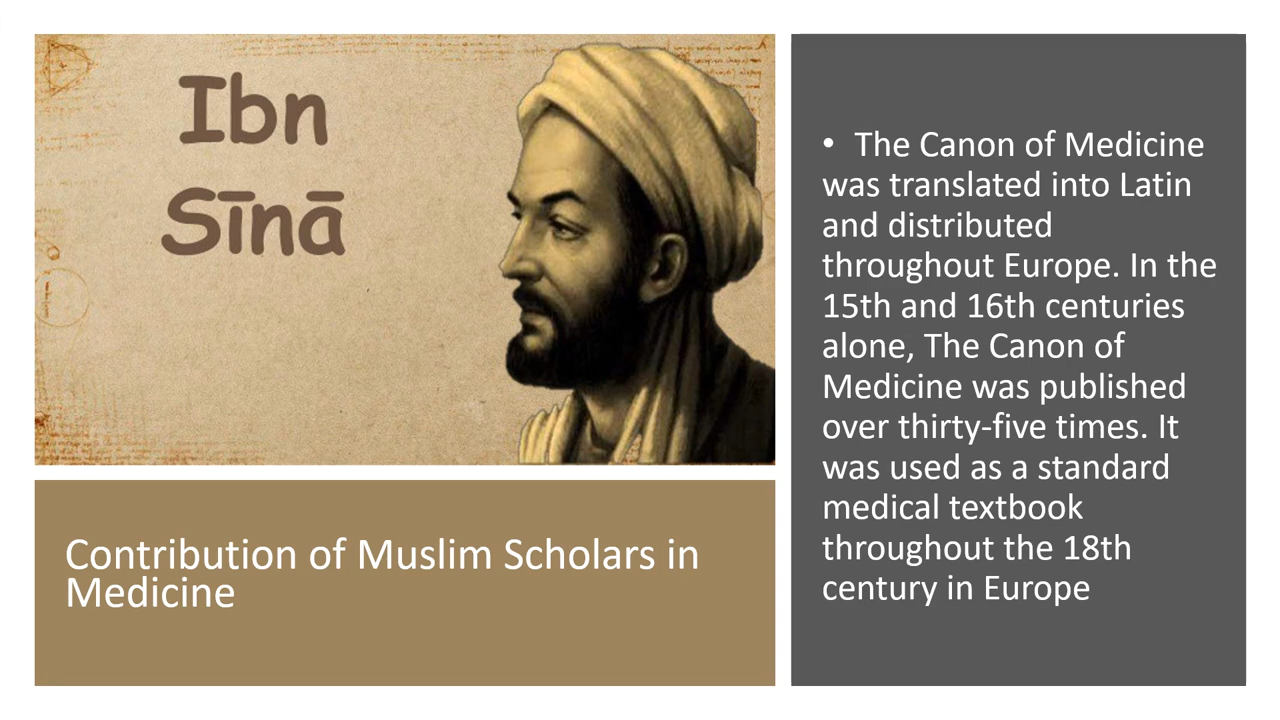 Ibn
Sīnā
Contribution of Muslim Scholars in
Medicine
• The Canon of Medicine
was translated into Latin
and distributed
throughout Europe. In the
15th and 16th centuries
alone, The Canon of
Medicine was published
over thirty-five times. It
was used as a standard
medical textbook
throughout the 18th
century in Europe